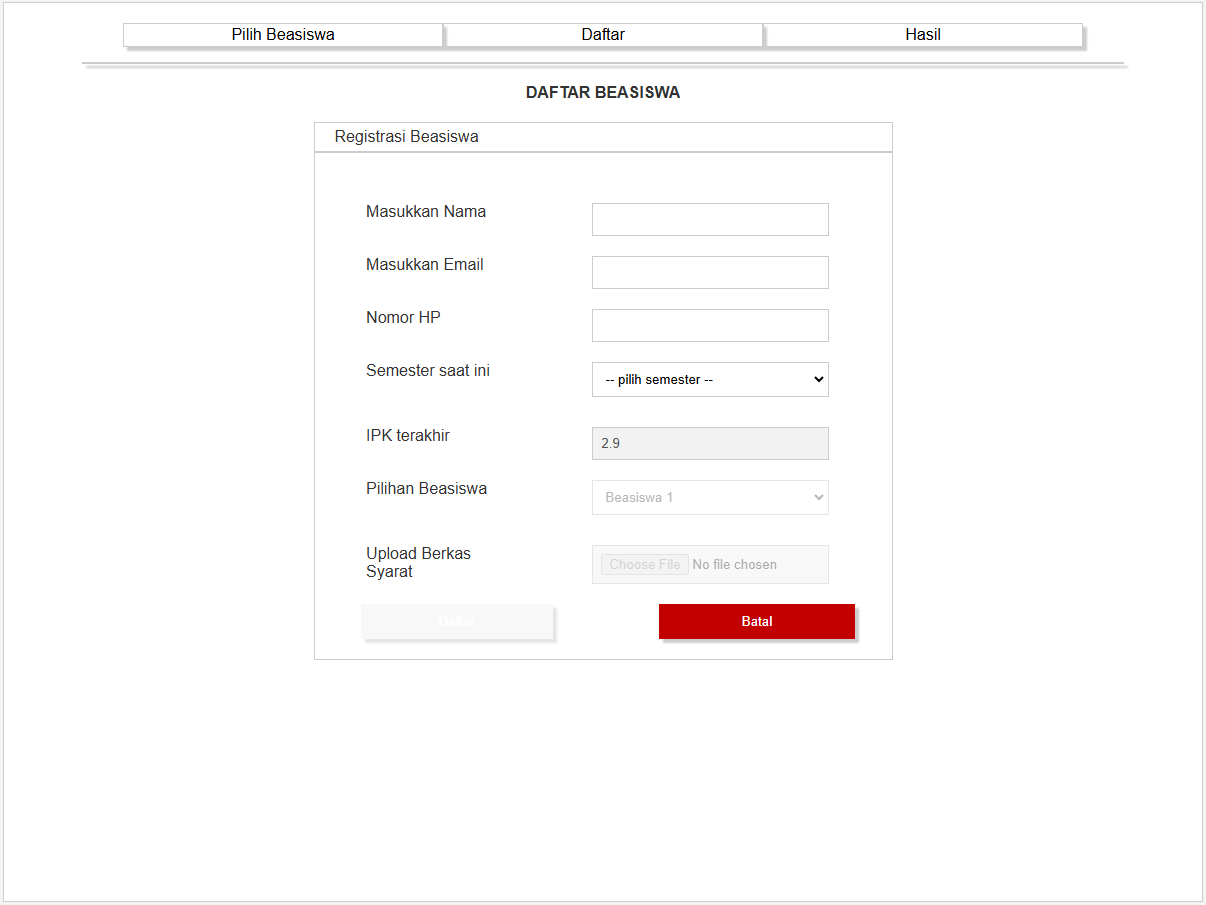 Pilih Beasiswa
Daftar
Hasil
DAFTAR BEASISWA
Registrasi Beasiswa
Masukkan Nama
Masukkan Email
Nomor HP
Semester saat ini
-- pilih semester --
IPK terakhir
2.9
Pilihan Beasiswa
Beasiswa 1
Upload Berkas
Syarat
Choose File No file chosen
Daftar
Batal